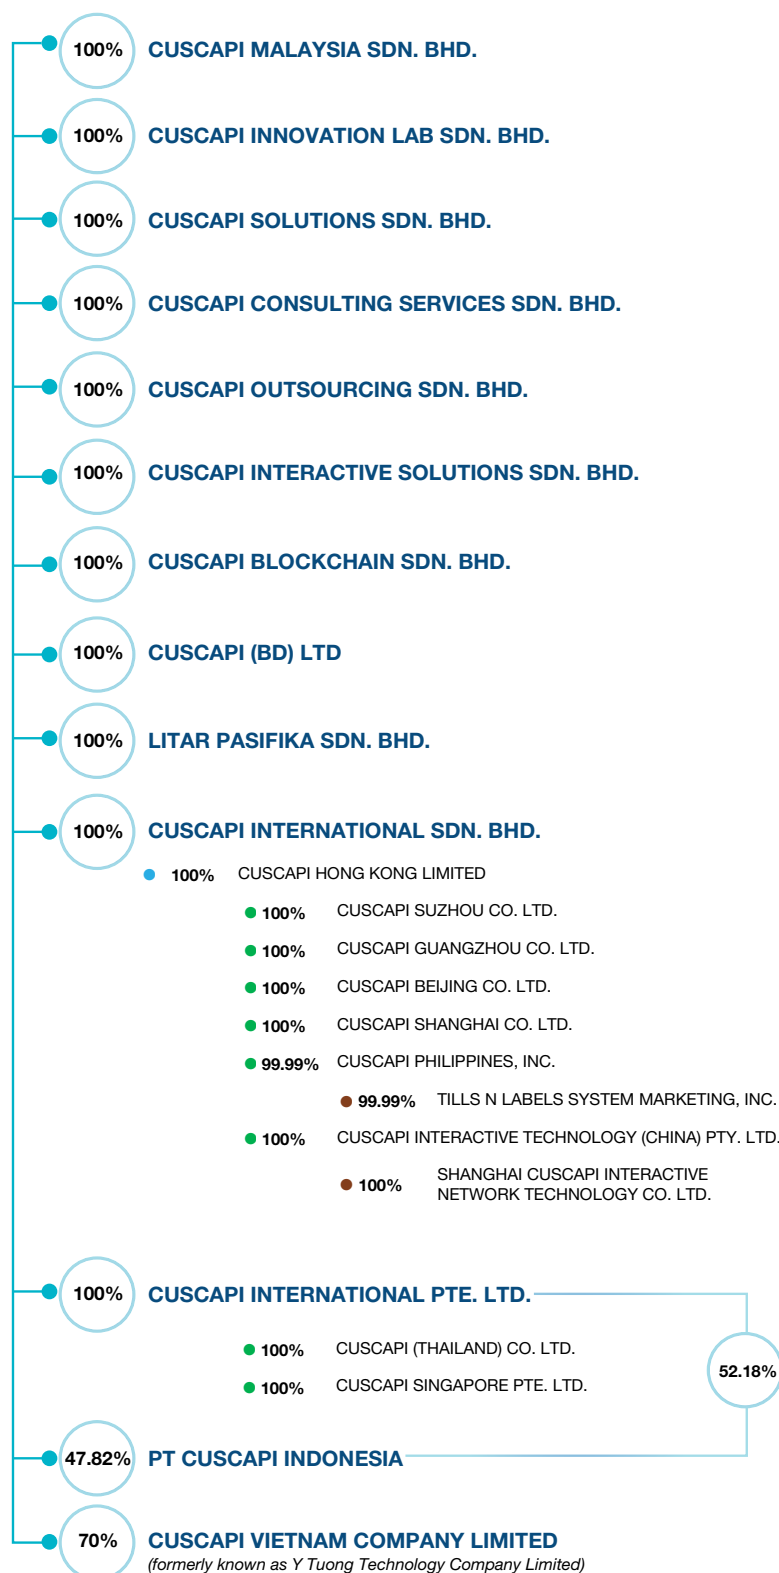 100% CUSCAPI MALAYSIA SDN. BHD.
100% CUSCAPI INNOVATION LAB SDN. BHD.
100% CUSCAPI SOLUTIONS SDN. BHD.
100% CUSCAPI CONSULTING SERVICES SDN. BHD.
100% CUSCAPI OUTSOURCING SDN. BHD.
100% CUSCAPI INTERACTIVE SOLUTIONS SDN. BHD.
100% CUSCAPI BLOCKCHAIN SDN. BHD.
100% CUSCAPI (BD) LTD
100% LITAR PASIFIKA SDN. BHD.
100% CUSCAPI INTERNATIONAL SDN. BHD.
100% CUSCAPI HONG KONG LIMITED
100% CUSCAPI SUZHOU CO. LTD.
100% CUSCAPI GUANGZHOU CO. LTD.
100% CUSCAPI BEIJING CO. LTD.
100% CUSCAPI SHANGHAI CO. LTD.
99.99% CUSCAPI PHILIPPINES, INC.
99.99% TILLS N LABELS SYSTEM MARKETING, INC.
100% CUSCAPI INTERACTIVE TECHNOLOGY (CHINA) PTY. LTD.
100% SHANGHAI CUSCAPI INTERACTIVE
NETWORK TECHNOLOGY CO. LTD.
100% CUSCAPI INTERNATIONAL PTE. LTD.
100% CUSCAPI (THAILAND) CO. LTD.
52.18%
100% CUSCAPI SINGAPORE PTE. LTD.
47.82% PT CUSCAPI INDONESIA
70% CUSCAPI VIETNAM COMPANY LIMITED
(formerly known as Y Tuong Technology Company Limited)